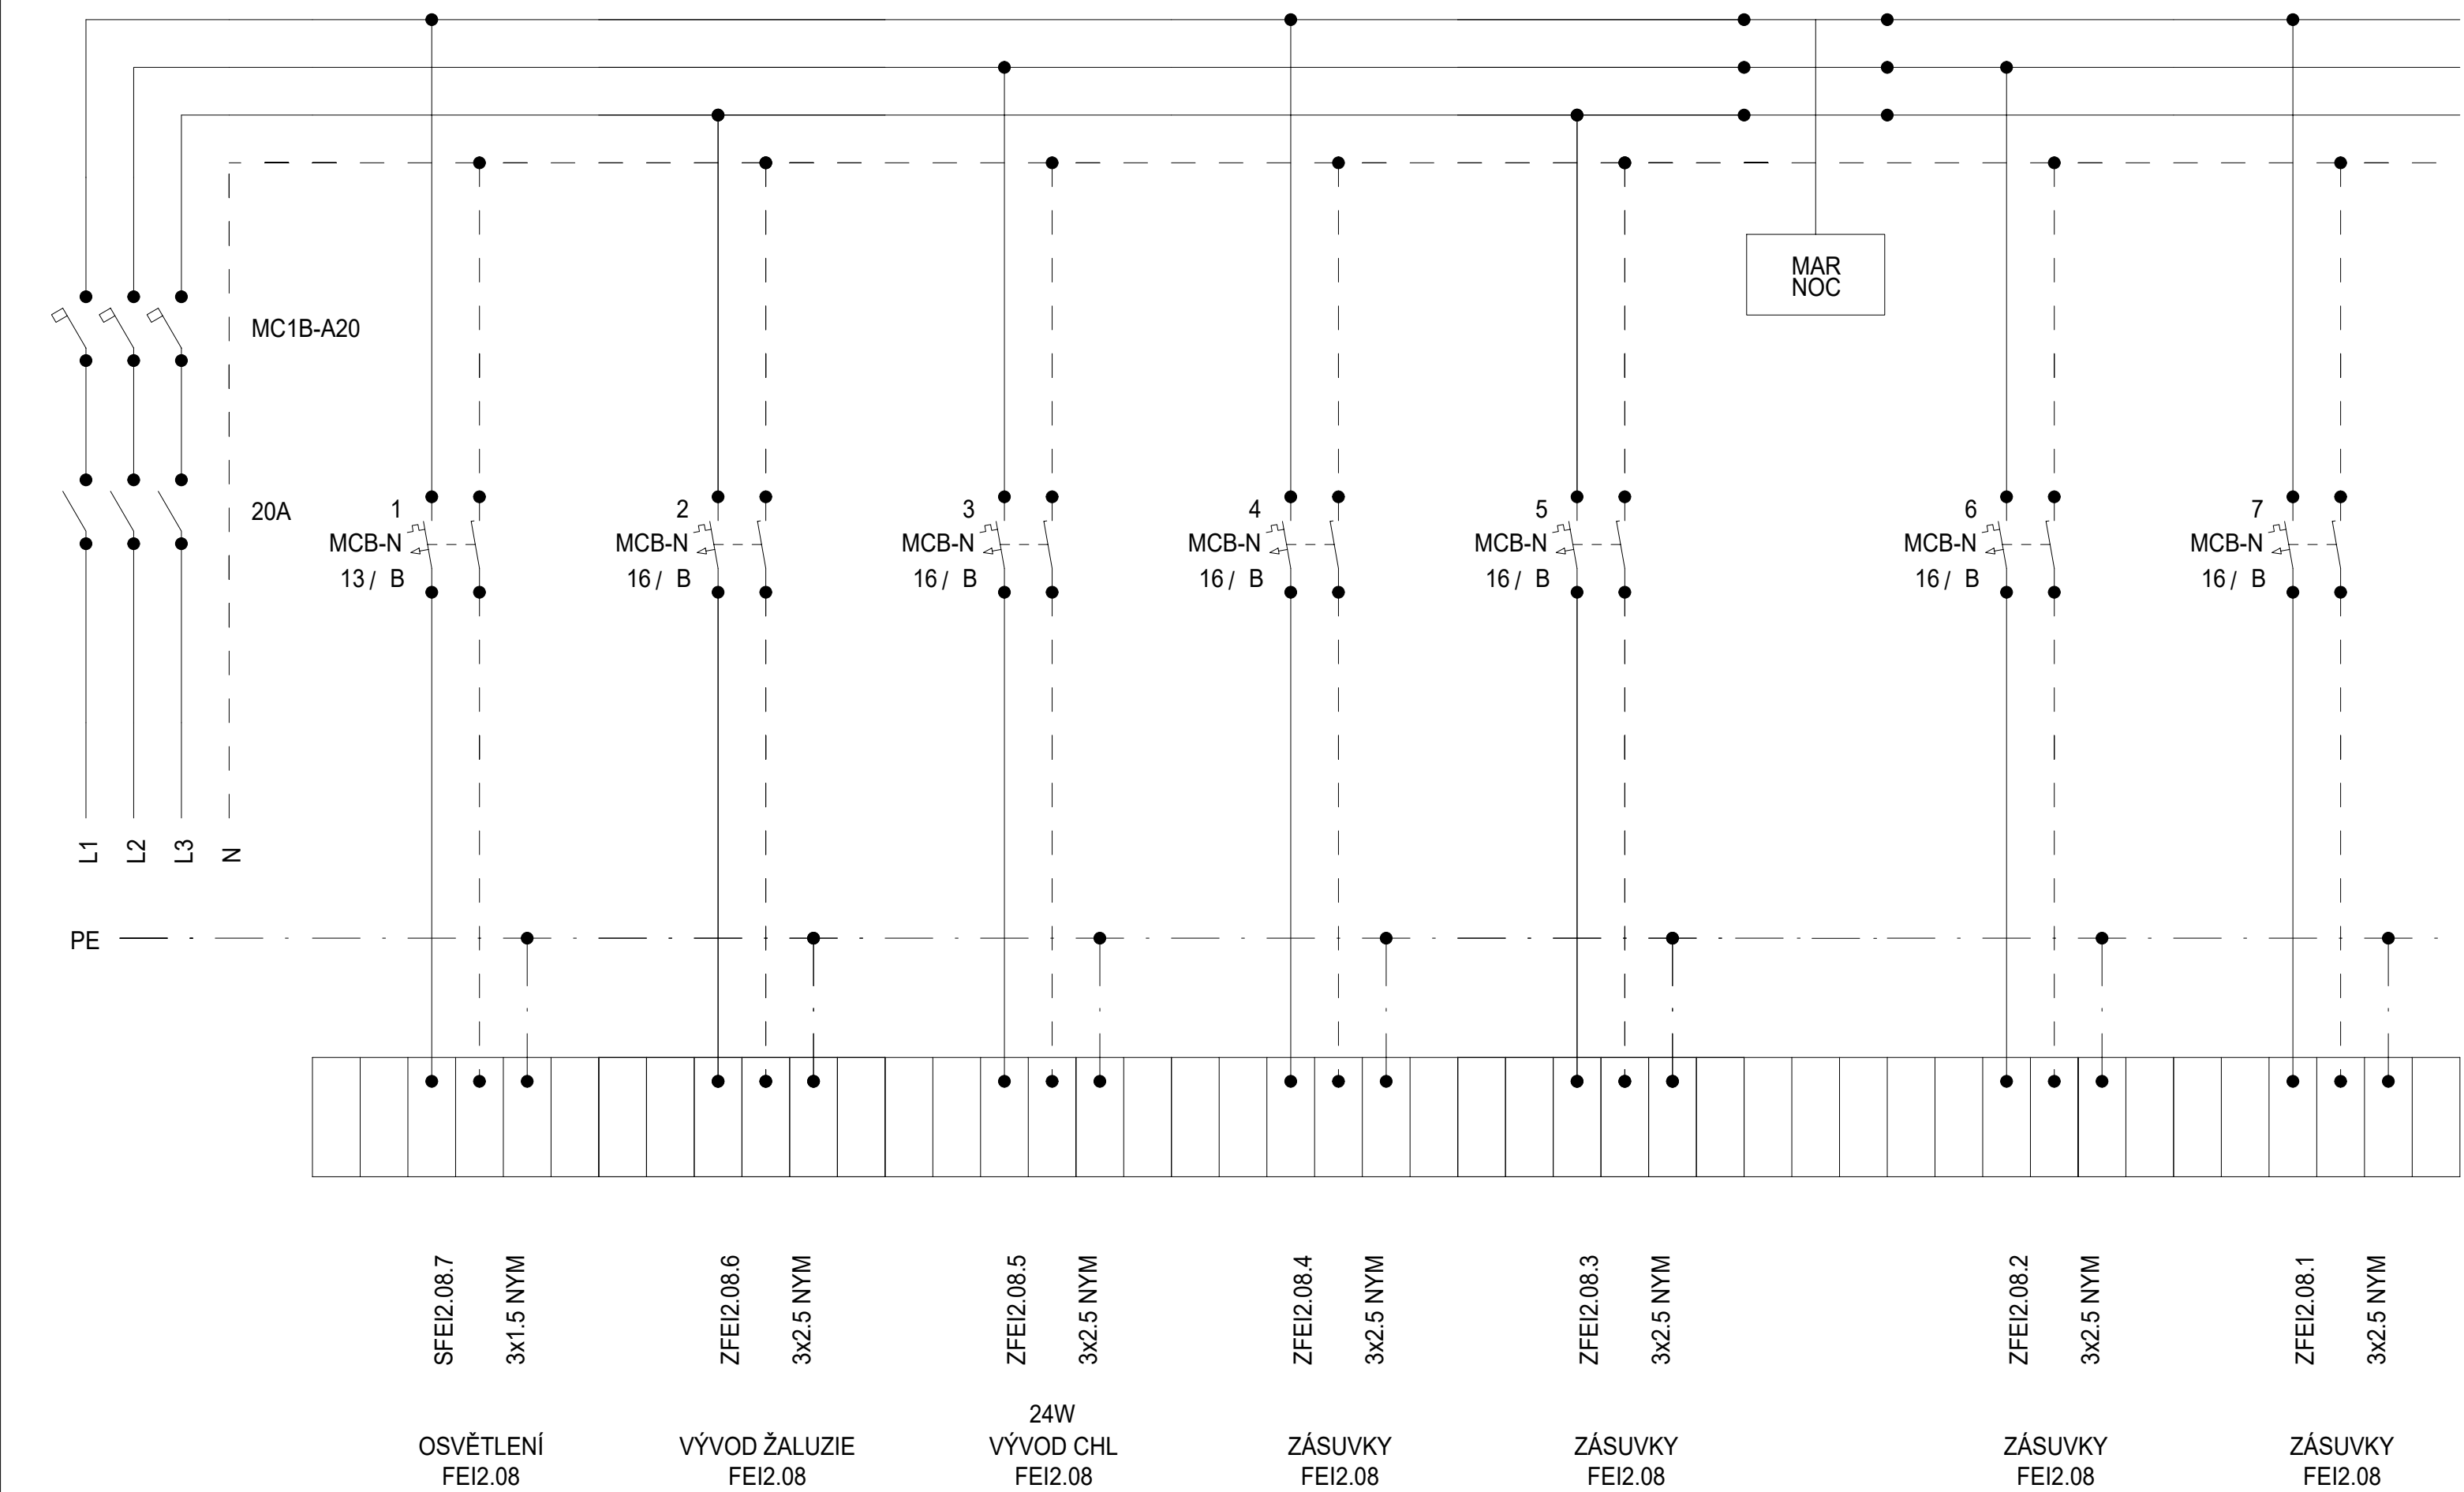 MAR
NOC
MC1B-A20
20A
1
MCB-N
13 / B
2
MCB-N
16 / B
3
MCB-N
16 / B
4
MCB-N
16 / B
5
MCB-N
16 / B
6
MCB-N
16 / B
7
MCB-N
16 / B
L1
L2
L3
N
PE
SFEI2.08.7
3x1.5 NYM
ZFEI2.08.6
3x2.5 NYM
ZFEI2.08.5
3x2.5 NYM
ZFEI2.08.4
3x2.5 NYM
ZFEI2.08.3
3x2.5 NYM
ZFEI2.08.2
3x2.5 NYM
ZFEI2.08.1
3x2.5 NYM
OSVĚTLENÍ
FEI2.08
VÝVOD ŽALUZIE
FEI2.08
24W
VÝVOD CHL
FEI2.08
ZÁSUVKY
FEI2.08
ZÁSUVKY
FEI2.08
ZÁSUVKY
FEI2.08
ZÁSUVKY
FEI2.08